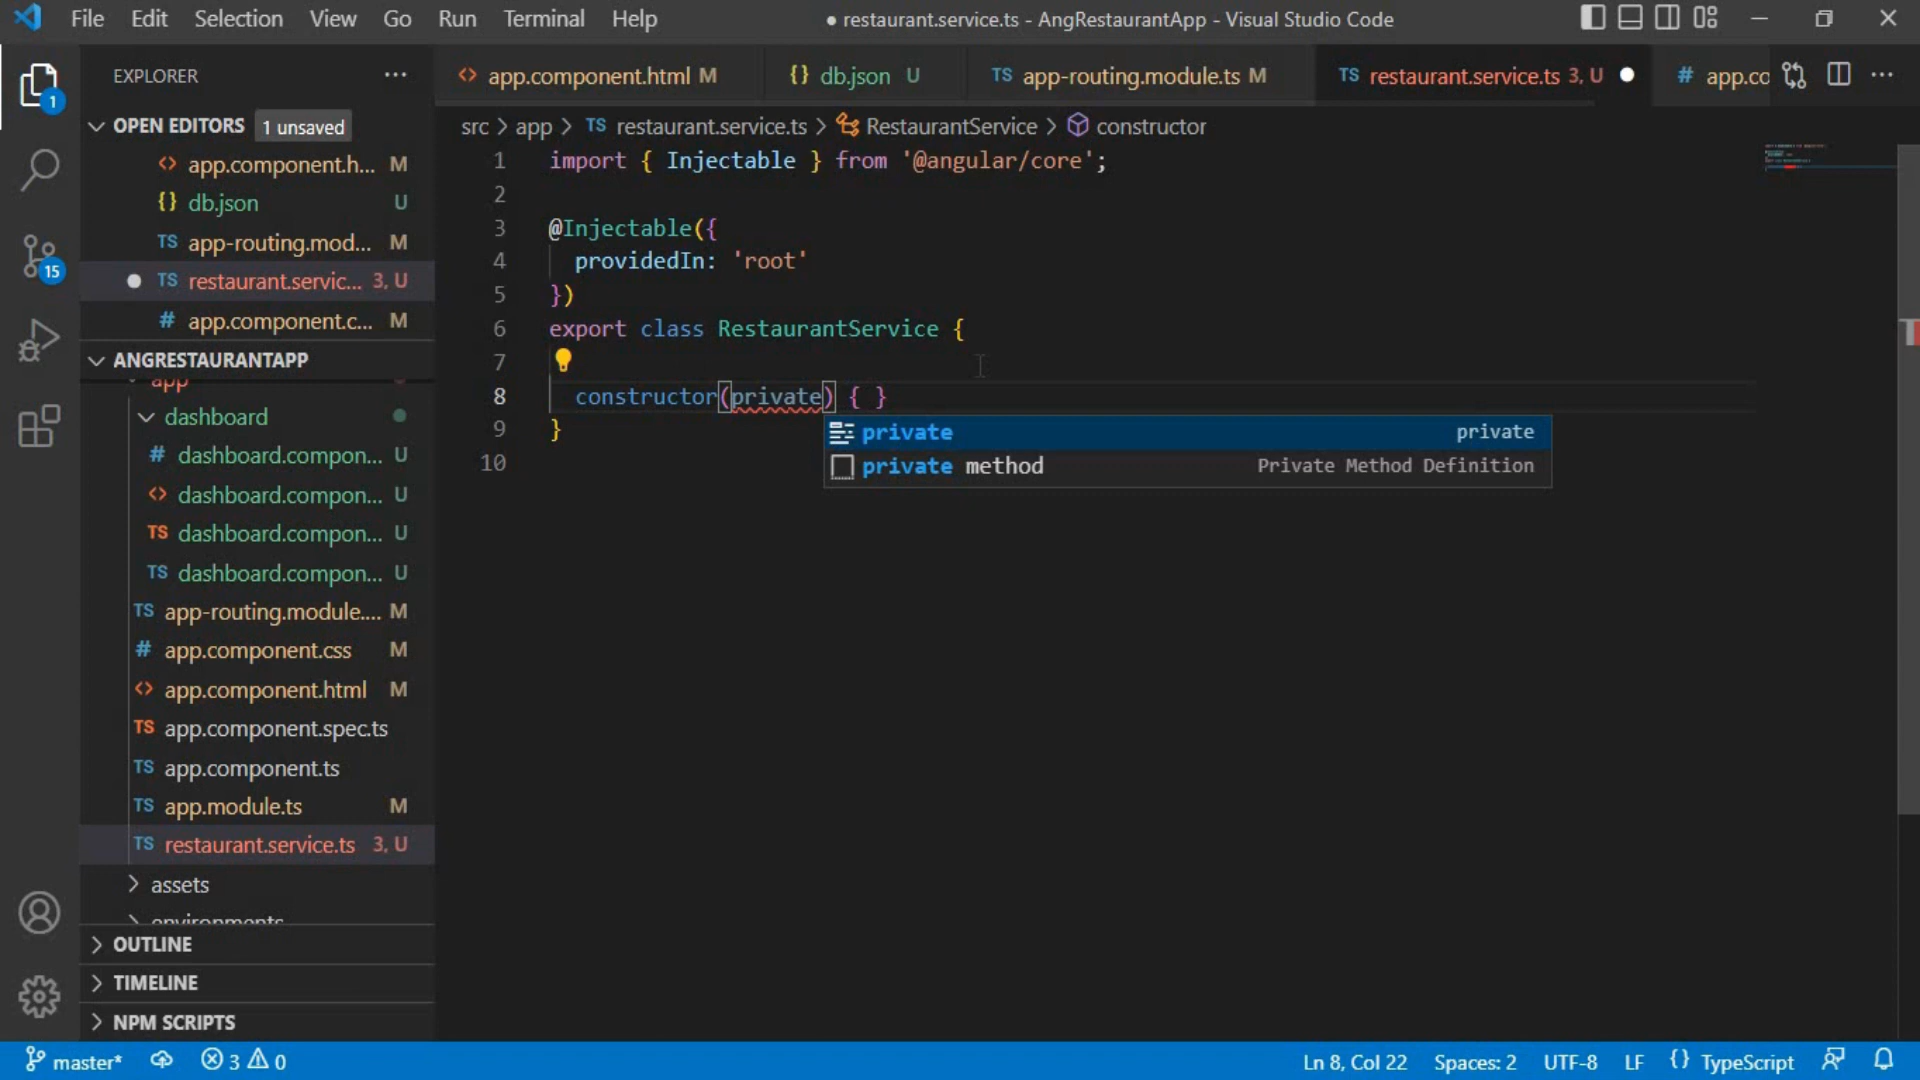 File Edit Selection View Go Run Terminal Help ● restaurant.service.ts - AngRestaurantApp - Visual Studio Code
EXPLORER ...
app.component.html M
db.json U
app-routing.module.ts M
restaurant.service.ts 3, U
app.co
OPEN EDITORS 1 unsaved
app.component.h... M
db.json U
app-routing.mod... M
restaurant.servic... 3, U
app.component.c... M
ANGRESTAURANTAPP
app
dashboard
dashboard.compon... U
dashboard.compon... U
dashboard.compon... U
dashboard.compon... U
app-routing.module.... M
app.component.css M
app.component.html M
app.component.spec.ts
app.component.ts
app.module.ts M
restaurant.service.ts 3, U
assets
environments
OUTLINE
TIMELINE
NPM SCRIPTS
src > app > TS restaurant.service.ts > RestaurantService > constructor
1 import { Injectable } from '@angular/core';
2
3 @Injectable({
4 providedIn: 'root'
5 })
6 export class RestaurantService {
7
8 constructor(private) { }
9 }
10
private private
private method Private Method Definition
1
15
master* 3 0 Ln 8, Col 22 Spaces: 2 UTF-8 LF {} TypeScript